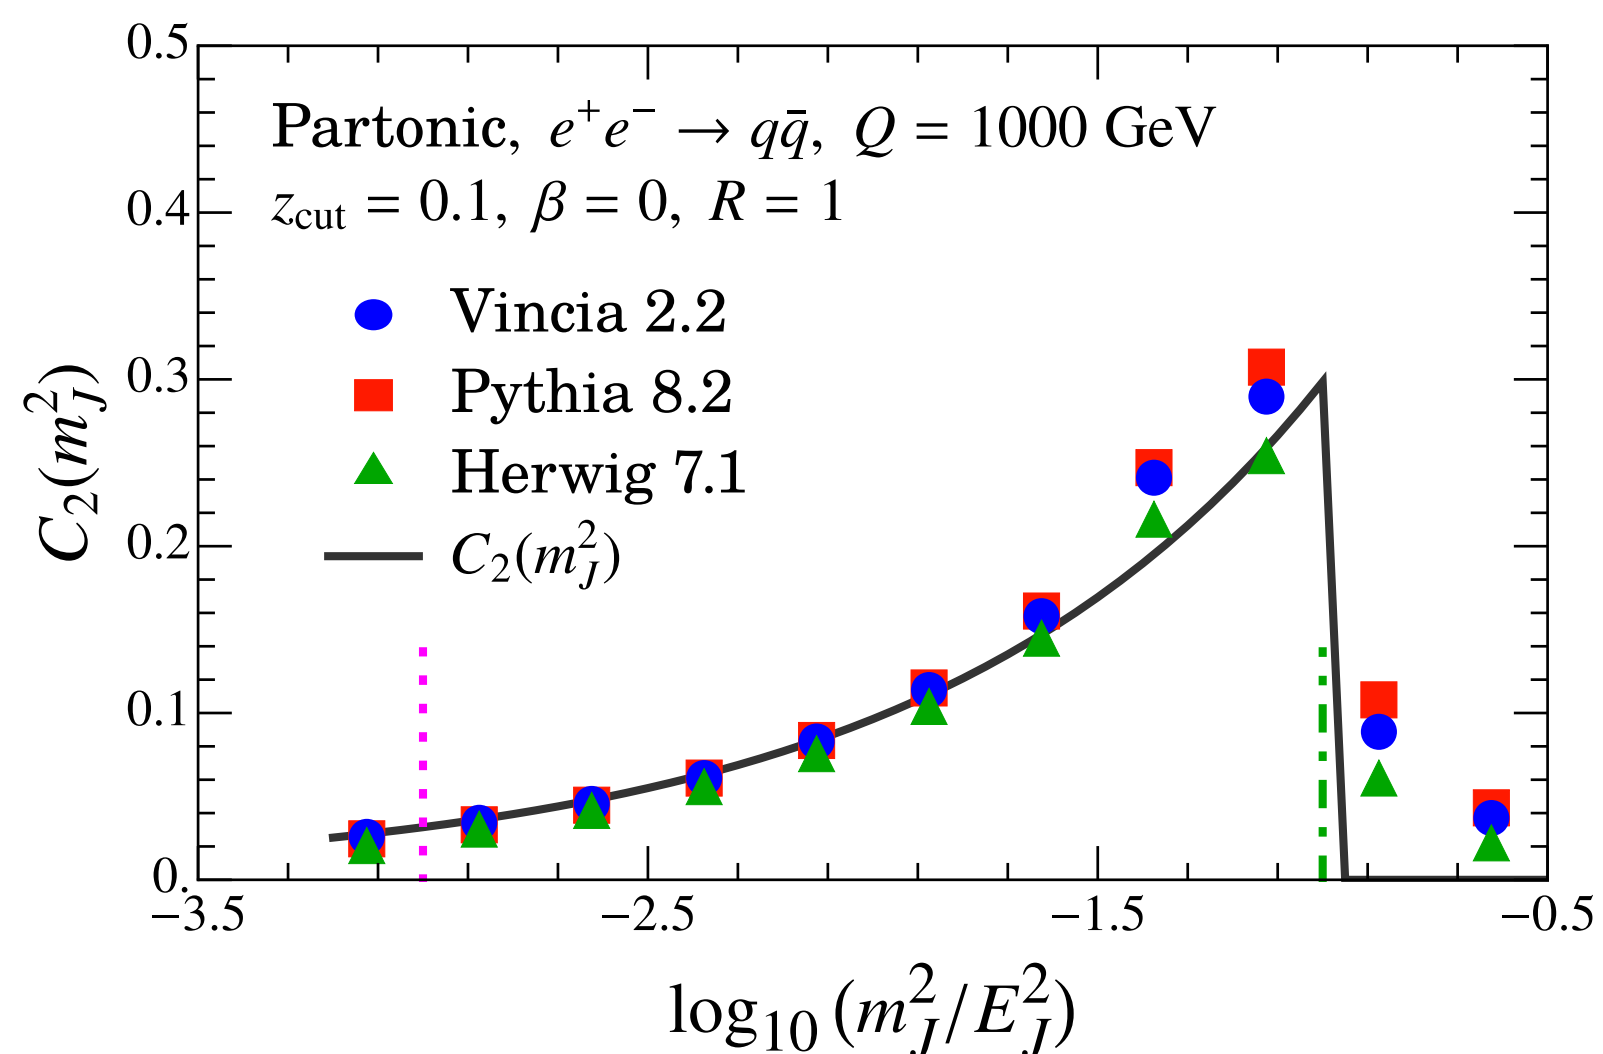 0.5
Partonic, e⁺e⁻ → qq̄, Q = 1000 GeV
z_cut = 0.1, β = 0, R = 1
0.4
Vincia 2.2
Pythia 8.2
Herwig 7.1
C₂(m_J²)
0.3
0.2
0.1
0.
C₂(m_J²)
−3.5 −2.5 −1.5 −0.5
log₁₀ (m_J²/E_J²)